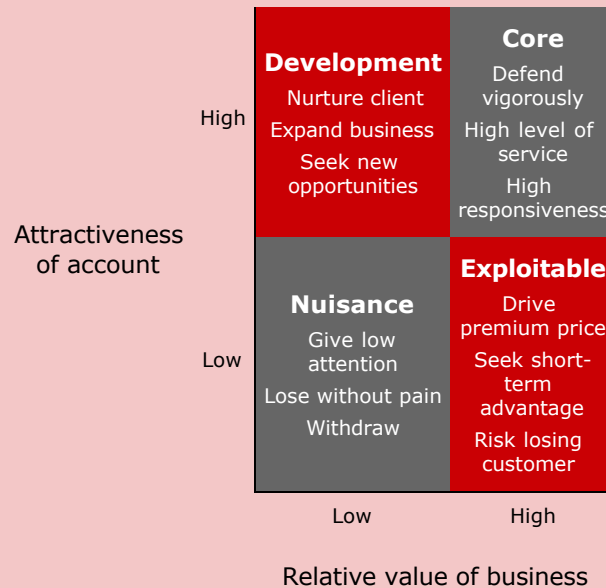 Development
Nurture client
Expand business
Seek new
opportunities
Core
Defend
vigorously
High level of
service
High
responsiveness
High
Attractiveness
of account
Nuisance
Give low
attention
Lose without pain
Withdraw
Exploitable
Drive
premium price
Seek short-
term
advantage
Risk losing
customer
Low
Low
High
Relative value of business